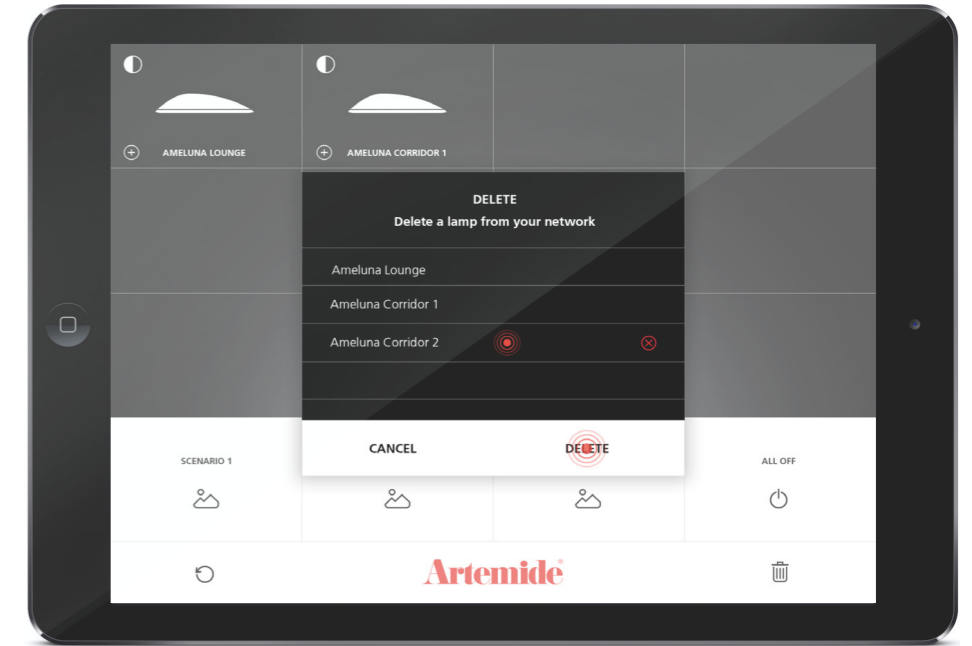 AMELUNA LOUNGE
AMELUNA CORRIDOR 1
DELETE
Delete a lamp from your network
Ameluna Lounge
Ameluna Corridor 1
Ameluna Corridor 2
CANCEL
DELETE
SCENARIO 1
ALL OFF
Artemide®